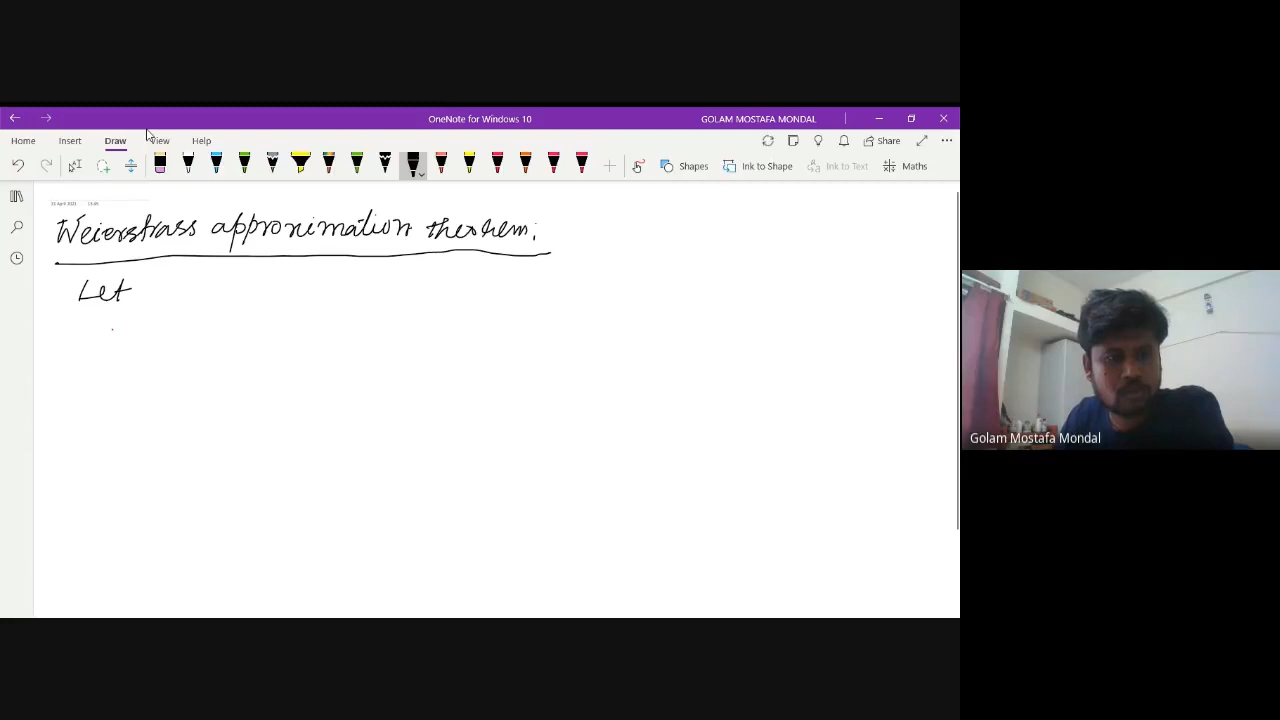 OneNote for Windows 10
GOLAM MOSTAFA MONDAL
Home Insert Draw View Help
Share
Shapes Ink to Shape Ink to Text Maths
Weierstrass approximation theorem:
Let
Golam Mostafa Mondal